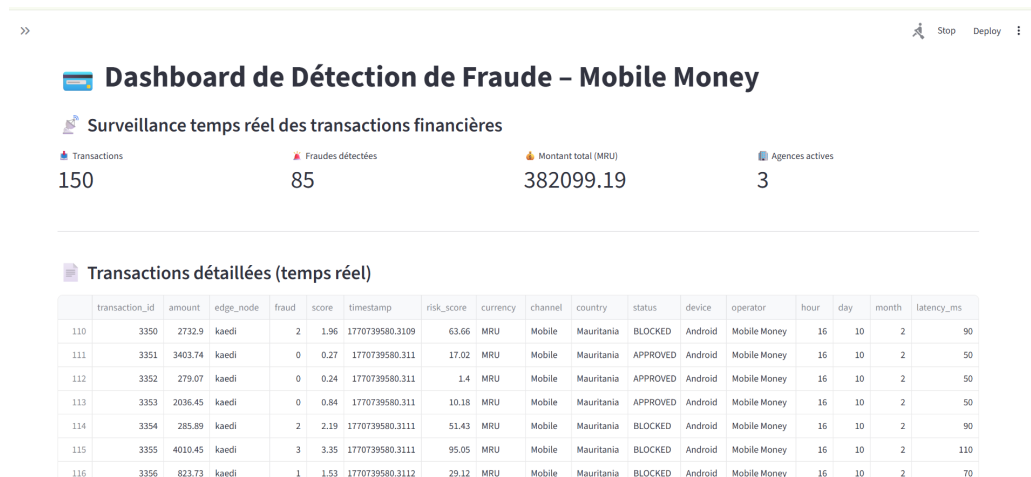 Stop Deploy
Dashboard de Détection de Fraude – Mobile Money
Surveillance temps réel des transactions financières
Transactions Fraudes détectées Montant total (MRU) Agences actives
150 85 382099.19 3
Transactions détaillées (temps réel)
transaction_id amount edge_node fraud score timestamp risk_score currency channel country status device operator hour day month latency_ms
110 3350 2732.9 kaedi 2 1.96 1770739580.3109 63.66 MRU Mobile Mauritania BLOCKED Android Mobile Money 16 10 2 90
111 3351 3403.74 kaedi 0 0.27 1770739580.311 17.02 MRU Mobile Mauritania APPROVED Android Mobile Money 16 10 2 50
112 3352 279.07 kaedi 0 0.24 1770739580.311 1.4 MRU Mobile Mauritania APPROVED Android Mobile Money 16 10 2 50
113 3353 2036.45 kaedi 0 0.84 1770739580.311 10.18 MRU Mobile Mauritania APPROVED Android Mobile Money 16 10 2 50
114 3354 285.89 kaedi 2 2.19 1770739580.3111 51.43 MRU Mobile Mauritania BLOCKED Android Mobile Money 16 10 2 90
115 3355 4010.45 kaedi 3 3.35 1770739580.3111 95.05 MRU Mobile Mauritania BLOCKED Android Mobile Money 16 10 2 110
116 3356 823.73 kaedi 1 1.53 1770739580.3112 29.12 MRU Mobile Mauritania BLOCKED Android Mobile Money 16 10 2 70